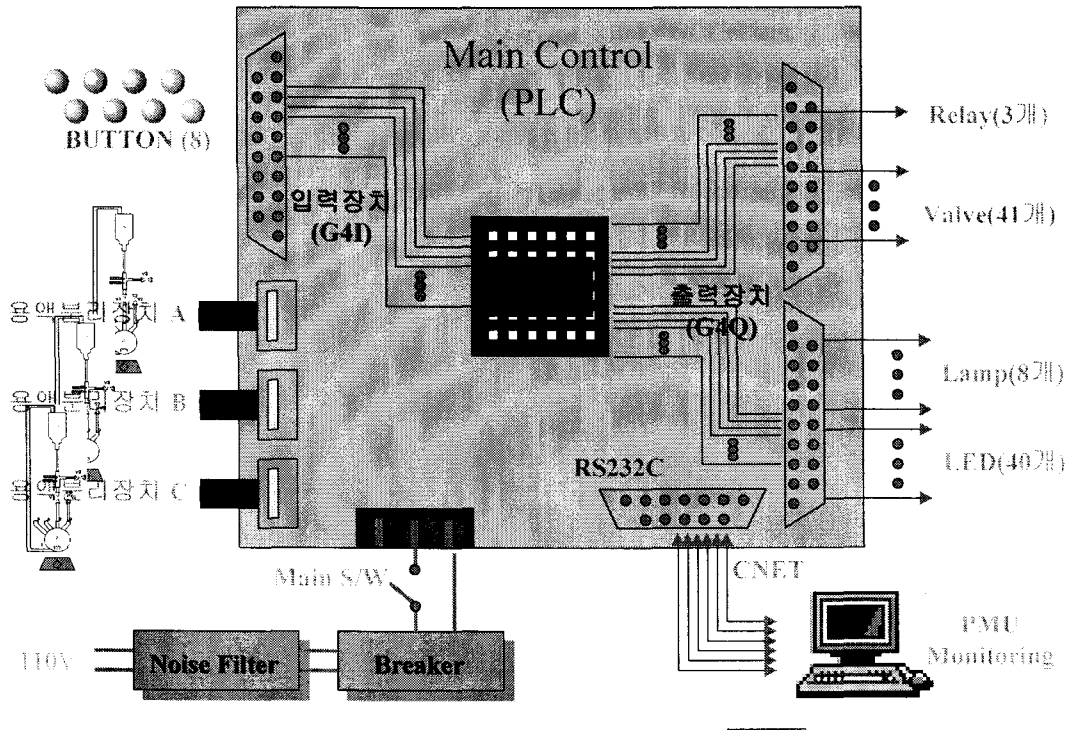 Main Control
(PLC)
BUTTON (8)
입력장치
(G4I)
Relay(3개)
Valve(41개)
용액분리장치 A
출력장치
(G4Q)
Lamp(8개)
용액분리장치 B
RS232C
LED(40개)
용액분리장치 C
Main S/W
CNET
110V
Noise Filter
Breaker
PMU
Monitoring